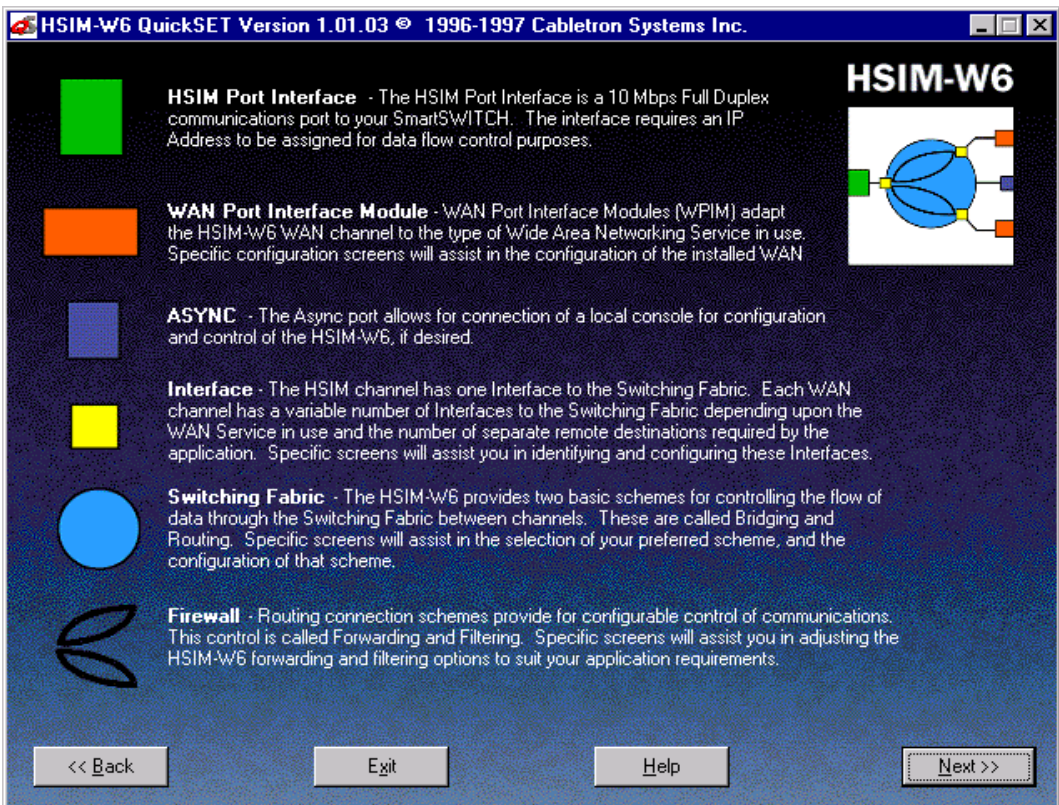 HSIM-W6 QuickSET Version 1.01.03 © 1996-1997 Cabletron Systems Inc.
HSIM-W6
HSIM Port Interface - The HSIM Port Interface is a 10 Mbps Full Duplex
communications port to your SmartSWITCH. The interface requires an IP
Address to be assigned for data flow control purposes.
WAN Port Interface Module - WAN Port Interface Modules (WPIM) adapt
the HSIM-W6 WAN channel to the type of Wide Area Networking Service in use.
Specific configuration screens will assist in the configuration of the installed WAN
ASYNC - The Async port allows for connection of a local console for configuration
and control of the HSIM-W6, if desired.
Interface - The HSIM channel has one Interface to the Switching Fabric. Each WAN
channel has a variable number of Interfaces to the Switching Fabric depending upon the
WAN Service in use and the number of separate remote destinations required by the
application. Specific screens will assist you in identifying and configuring these Interfaces.
Switching Fabric - The HSIM-W6 provides two basic schemes for controlling the flow of
data through the Switching Fabric between channels. These are called Bridging and
Routing. Specific screens will assist in the selection of your preferred scheme, and the
configuration of that scheme.
Firewall - Routing connection schemes provide for configurable control of communications.
This control is called Forwarding and Filtering. Specific screens will assist you in adjusting the
HSIM-W6 forwarding and filtering options to suit your application requirements.
<< Back
Exit
Help
Next >>